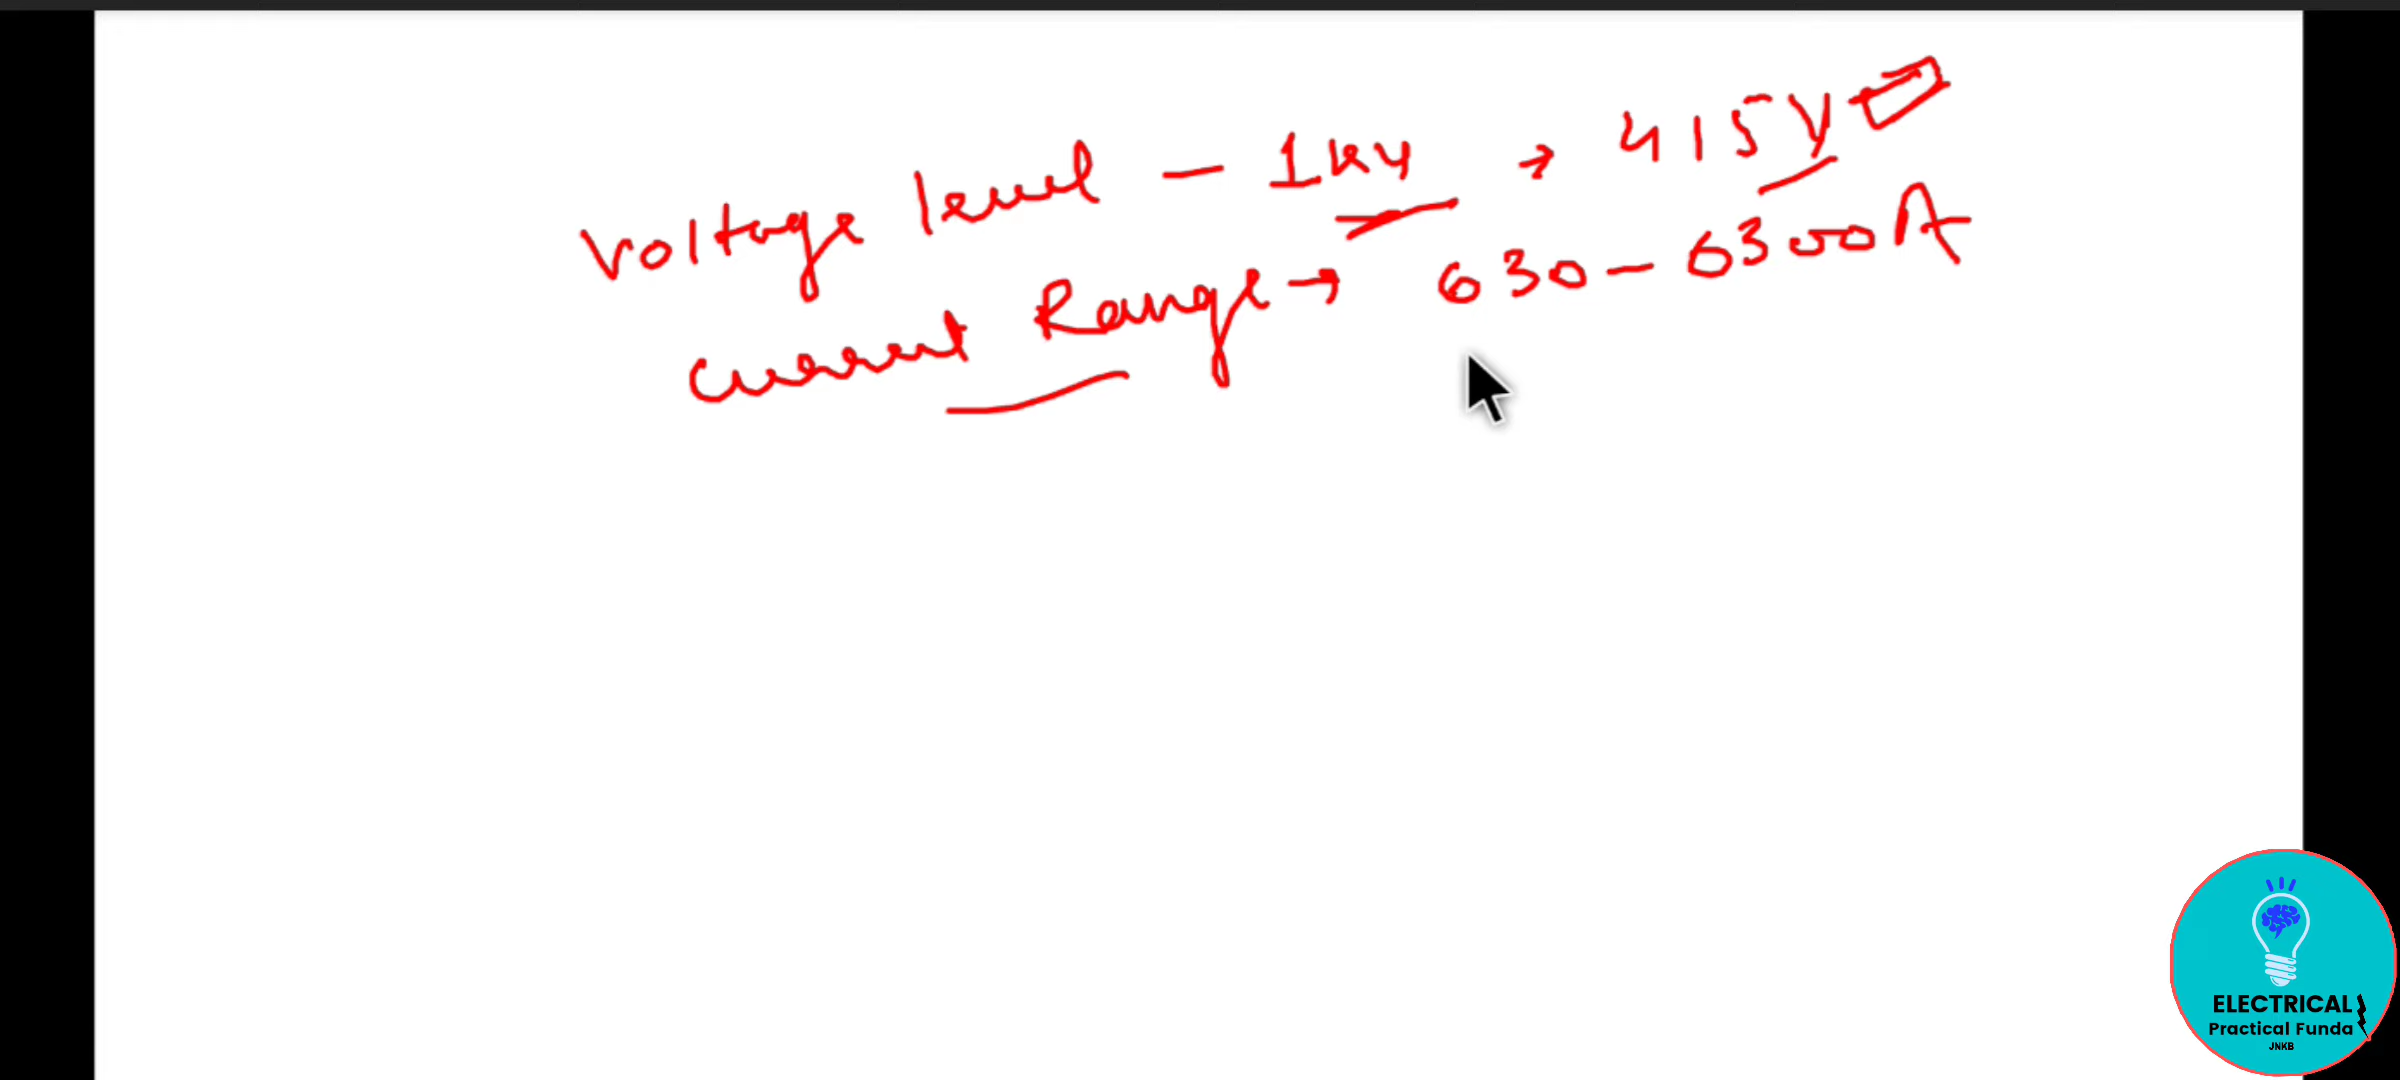 Voltage level - 1kV → 415V
Current Range → 630 - 6300A
ELECTRICAL
Practical Funda
JNKB